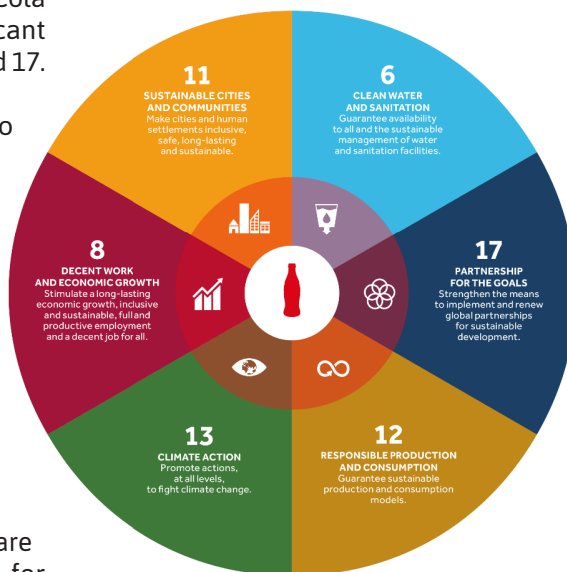 cola
cant
d 17.
o
11
SUSTAINABLE CITIES
AND COMMUNITIES
Make cities and human
settlements inclusive,
safe, long-lasting
and sustainable.
6
CLEAN WATER
AND SANITATION
Guarantee availability
to all and the sustainable
management of water
and sanitation facilities.
8
DECENT WORK
AND ECONOMIC GROWTH
Stimulate a long-lasting
economic growth, inclusive
and sustainable, full and
productive employment
and a decent job for all.
17
PARTNERSHIP
FOR THE GOALS
Strengthen the means
to implement and renew
global partnerships
for sustainable
development.
13
CLIMATE ACTION
Promote actions,
at all levels,
to fight climate change.
12
RESPONSIBLE PRODUCTION
AND CONSUMPTION
Guarantee sustainable
production and consumption
models.
are
for